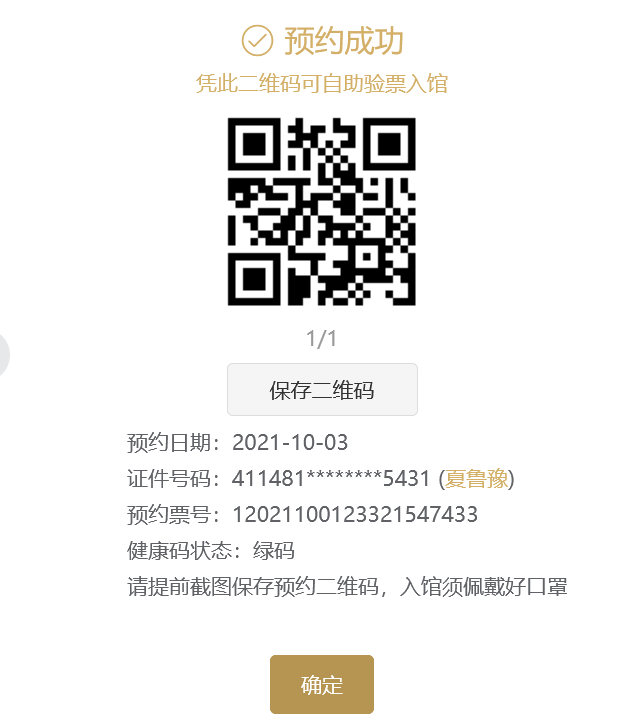 预约成功
凭此二维码可自助验票入馆
1/1
保存二维码
预约日期：2021-10-03
证件号码：411481********5431 (夏鲁豫)
预约票号：12021100123321547433
健康码状态：绿码
请提前截图保存预约二维码，入馆须佩戴好口罩
确定